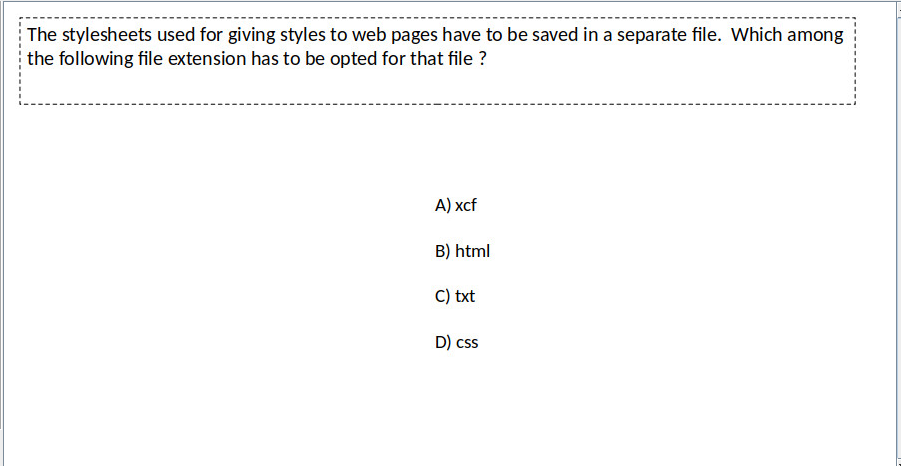 The stylesheets used for giving styles to web pages have to be saved in a separate file.  Which among
the following file extension has to be opted for that file ?
A) xcf
B) html
C) txt
D) css